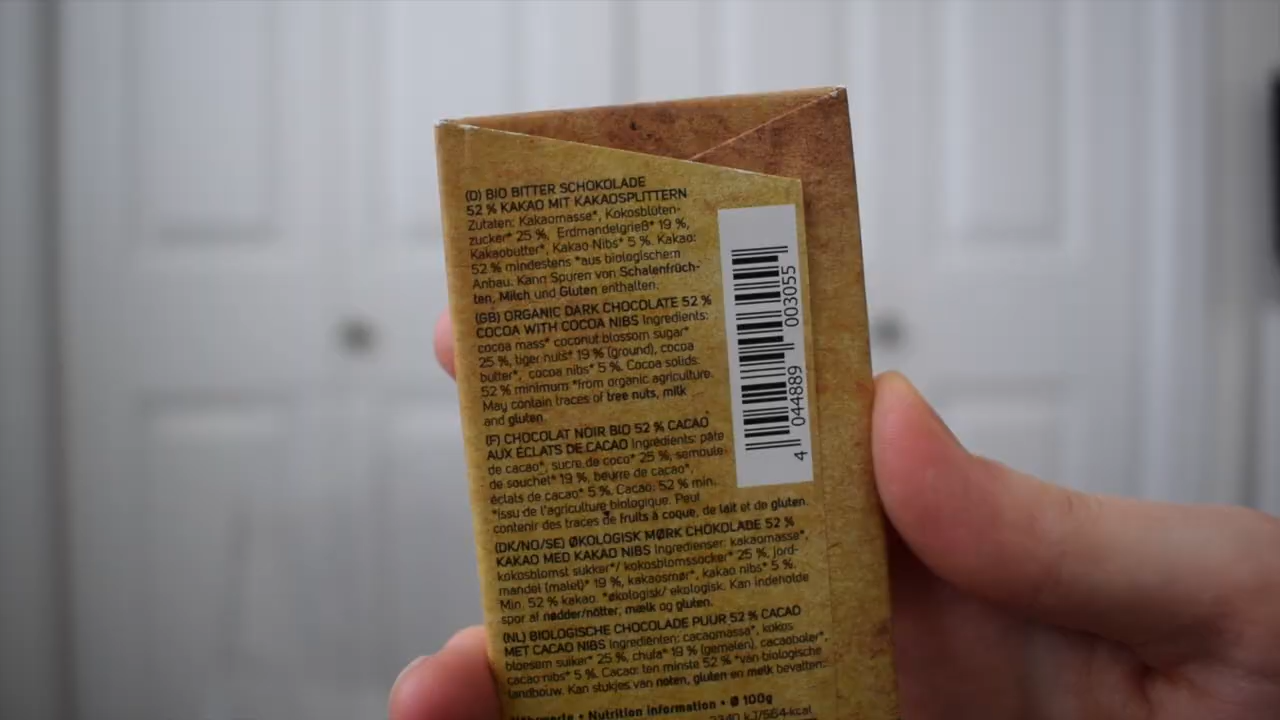 (D) BIO BITTER SCHOKOLADE
52 % KAKAO MIT KAKAOSPLITTERN
Zutaten: Kakaomasse*, Kokosblüten-
zucker* 25 %, Erdmandelgrieß* 19 %,
Kakaobutter*, Kakao Nibs* 5 %. Kakao:
52 % mindestens *aus biologischem
Anbau. Kann Spuren von Schalenfrüch-
ten, Milch und Gluten enthalten.
(GB) ORGANIC DARK CHOCOLATE 52 %
COCOA WITH COCOA NIBS Ingredients:
cocoa mass* coconut blossom sugar*
25 %, tiger nuts* 19 % (ground), cocoa
butter*, cocoa nibs* 5 %. Cocoa solids:
52 % minimum *from organic agriculture.
May contain traces of tree nuts, milk
and gluten.
(F) CHOCOLAT NOIR BIO 52 % CACAO
AUX ÉCLATS DE CACAO Ingrédients: pâte
de cacao*, sucre de coco* 25 %, semoule
de souchet* 19 %, beurre de cacao*,
éclats de cacao* 5 %. Cacao: 52 % min.
*issu de l'agriculture biologique. Peut
contenir des traces de fruits à coque, de lait et de gluten.
(DK/NO/SE) ØKOLOGISK MØRK CHOKOLADE 52 %
KAKAO MED KAKAO NIBS Ingredienser: kakaomasse*,
kokosblomst sukker*/ kokosblomssocker* 25 %, jord-
mandel (malet)* 19 %, kakaosmør*, kakao nibs* 5 %.
Min. 52 % kakao. *økologisk/ ekologisk. Kan indeholde
spor af nødder/nötter, mælk og gluten.
(NL) BIOLOGISCHE CHOCOLADE PUUR 52 % CACAO
MET CACAO NIBS Ingrediënten: cacaomassa*, kokos
bloesem suiker* 25 %, chufa* 19 % (gemalen), cacaoboter*,
cacao nibs* 5 %. Cacao: ten minste 52 % *van biologische
landbouw. Kan stukjes van noten, gluten en melk bevatten.
• Nutrition information • Ø 100g
kJ/564 kcal
4 044889 003055